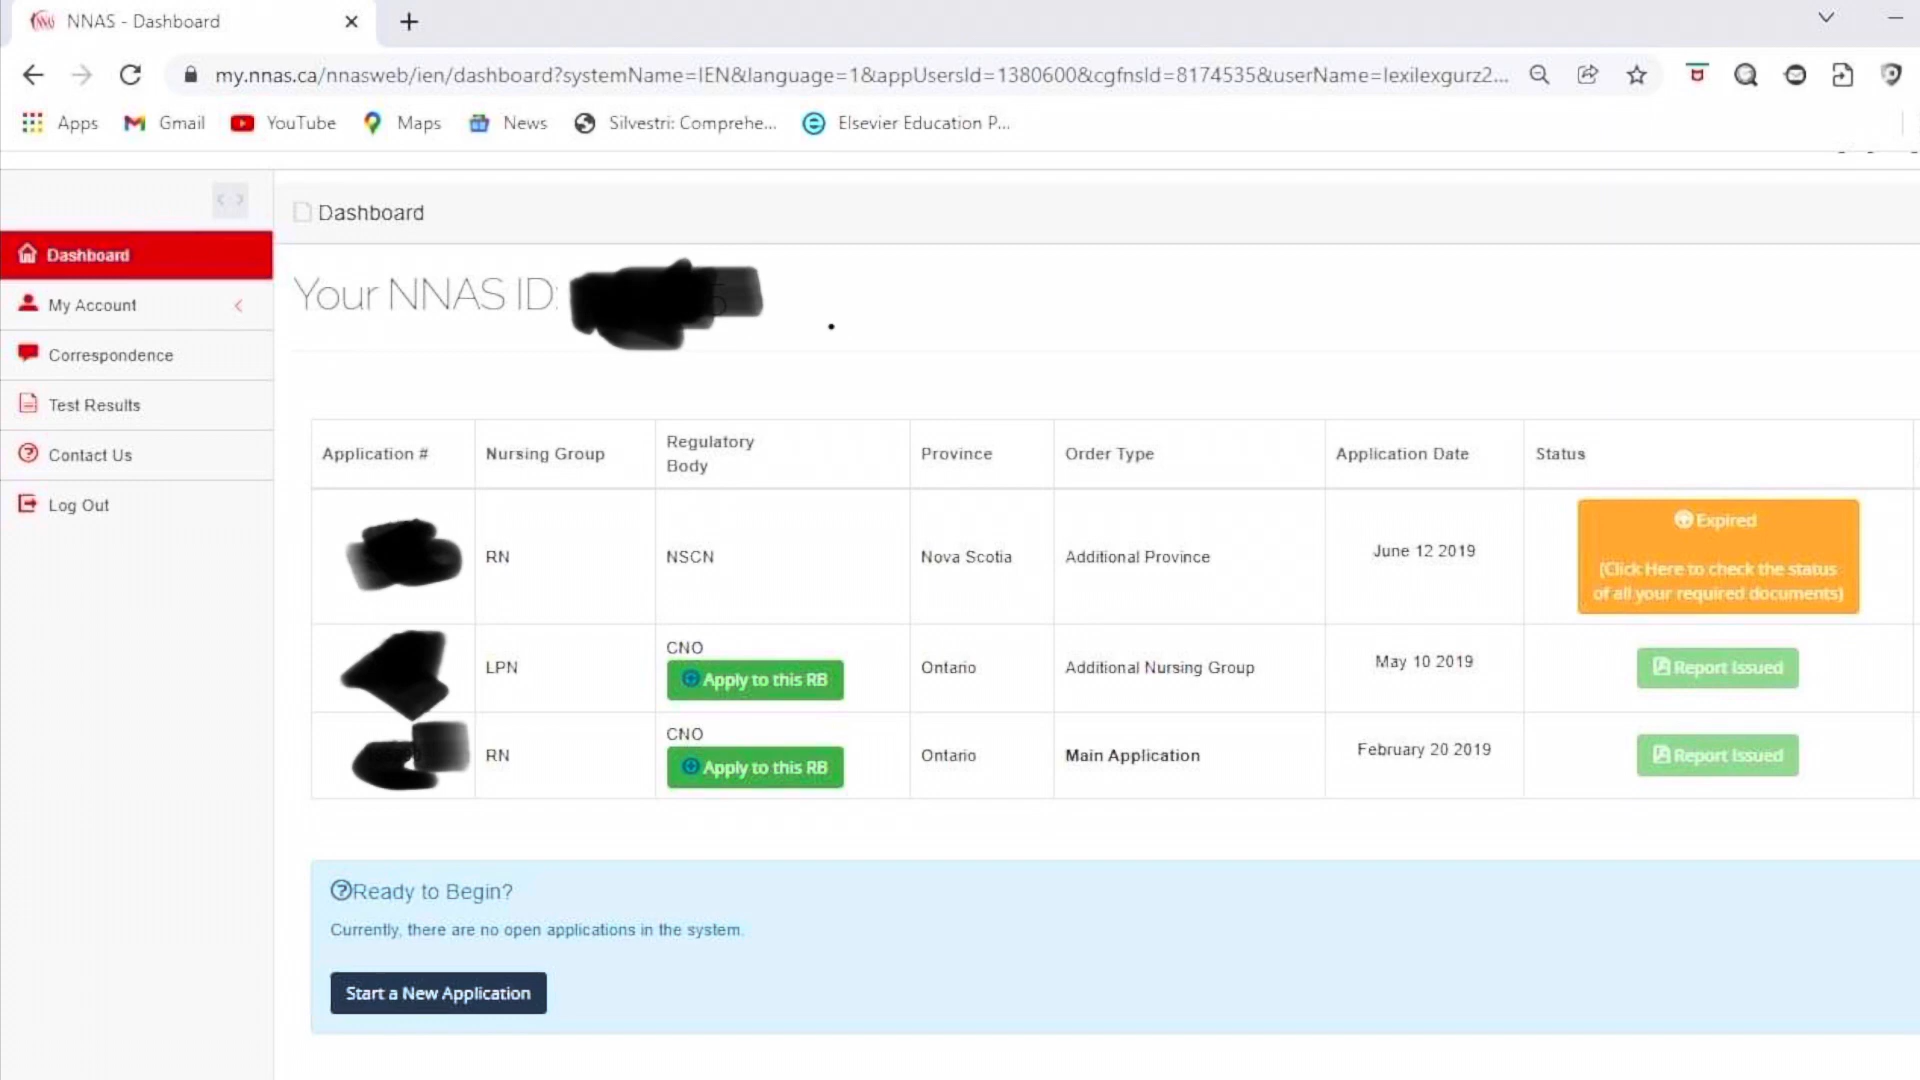 NNAS - Dashboard
my.nnas.ca/nnasweb/ien/dashboard?systemName=IEN&language=1&appUsersId=1380600&cgfnsId=8174535&userName=lexilexgurz2...
Apps Gmail YouTube Maps News Silvestri: Comprehe... Elsevier Education P...
Dashboard
My Account
Correspondence
Test Results
Contact Us
Log Out
Dashboard
Your NNAS ID:
Application # Nursing Group Regulatory Body Province Order Type Application Date Status
RN NSCN Nova Scotia Additional Province June 12 2019 Expired
(Click Here to check the status
of all your required documents)
LPN CNO Ontario Additional Nursing Group May 10 2019 Report Issued
Apply to this RB
RN CNO Ontario Main Application February 20 2019 Report Issued
Apply to this RB
Ready to Begin?
Currently, there are no open applications in the system.
Start a New Application